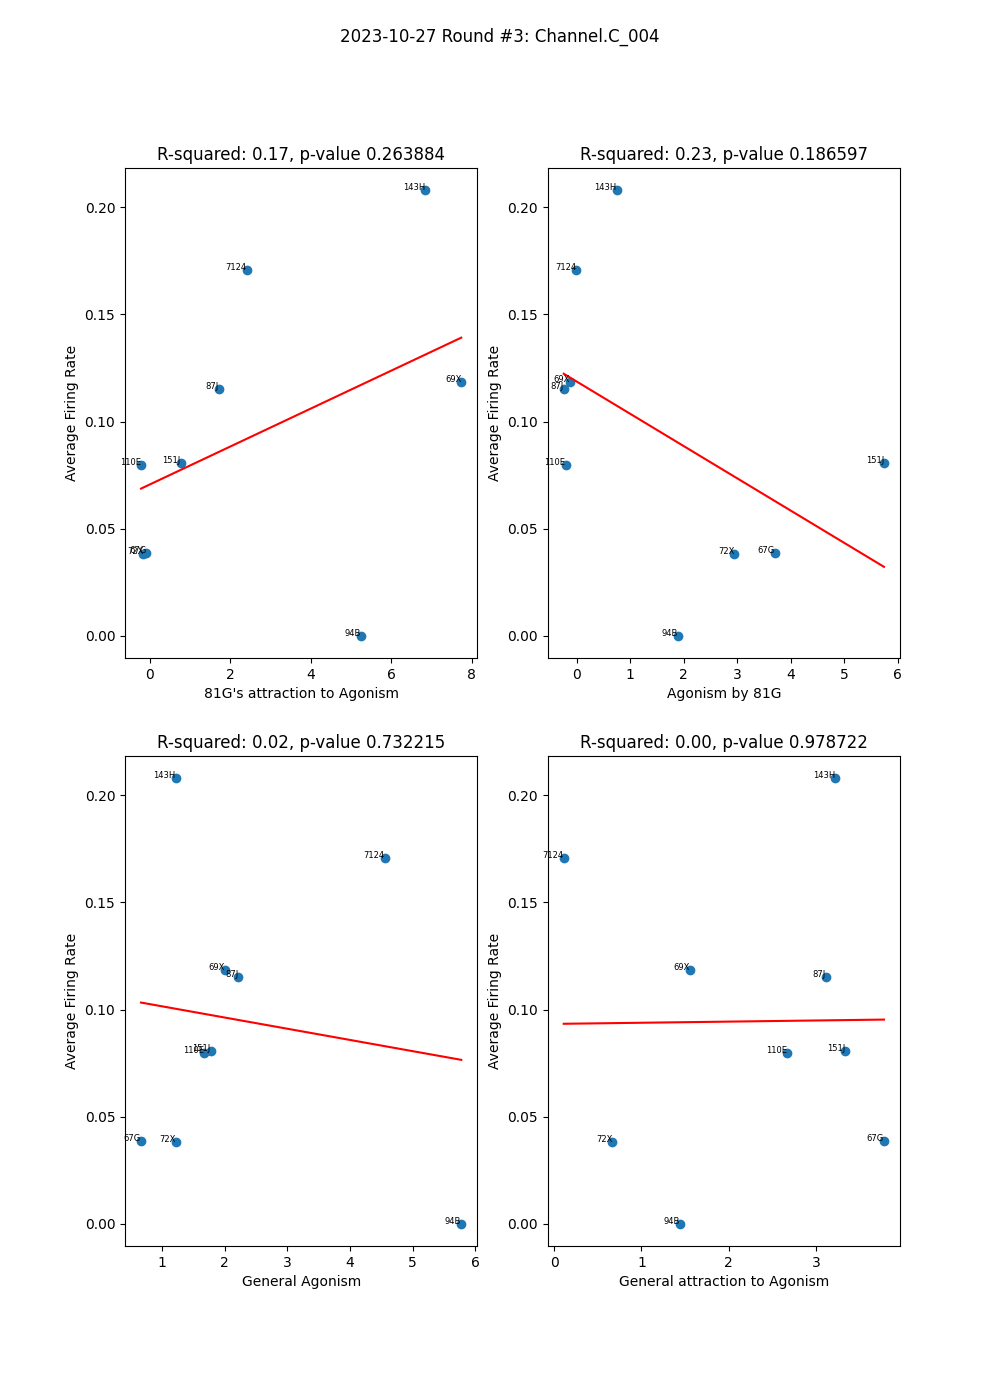 2023-10-27 Round #3: Channel.C_004
R-squared: 0.17, p-value 0.263884
Average Firing Rate
0.20
0.15
0.10
0.05
0.00
143H
7124
87J
69X
110E
151J
72X
67G
94B
0 2 4 6 8
81G's attraction to Agonism
R-squared: 0.23, p-value 0.186597
Average Firing Rate
0.20
0.15
0.10
0.05
0.00
143H
7124
69X
87J
110E
151J
72X
67G
94B
0 1 2 3 4 5 6
Agonism by 81G
R-squared: 0.02, p-value 0.732215
Average Firing Rate
0.20
0.15
0.10
0.05
0.00
143H
7124
69X
87J
110E
151J
67G
72X
94B
1 2 3 4 5 6
General Agonism
R-squared: 0.00, p-value 0.978722
Average Firing Rate
0.20
0.15
0.10
0.05
0.00
143H
7124
69X
87J
110E
151J
72X
67G
94B
0 1 2 3
General attraction to Agonism